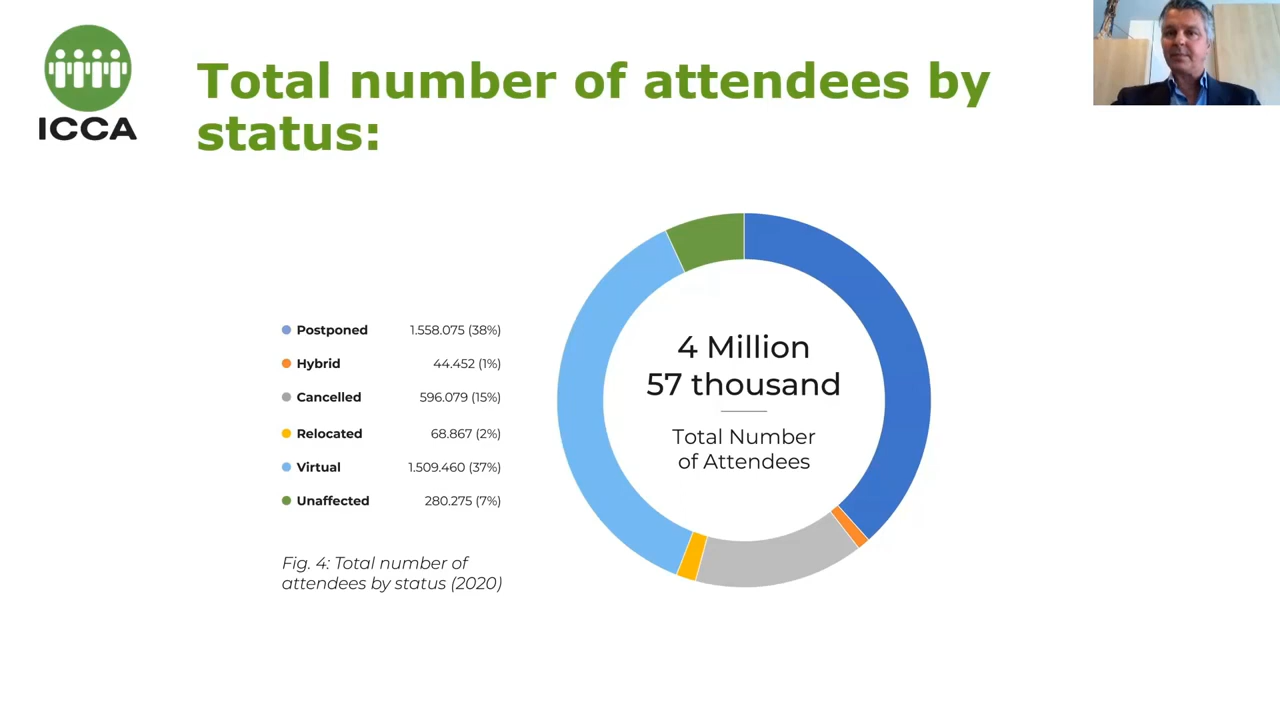 ICCA
Total number of attendees by
status:
Postponed 1.558.075 (38%)
Hybrid 44.452 (1%)
Cancelled 596.079 (15%)
Relocated 68.867 (2%)
Virtual 1.509.460 (37%)
Unaffected 280.275 (7%)
Fig. 4: Total number of
attendees by status (2020)
4 Million
57 thousand
Total Number
of Attendees